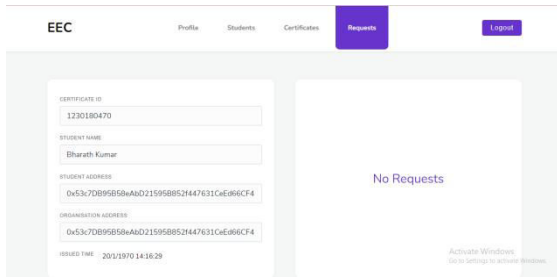 EEC Profila Students Certificates Requests Logout
CERTIFICATE ID
1230180470
STUDENT NAME
Bharath Kumar
STUDENT ADDRESS
0x53c7DB95B58eAbD21595B852f447631CeEd66CF4
ORGANISATION ADDRESS
0x53c7DB95B58eAbD21595B852f447631CeEd66CF4
ISSUED TIME 20/1/1970 14:16:29
No Requests
Activate Windows
Go to Settings to activate Windows.